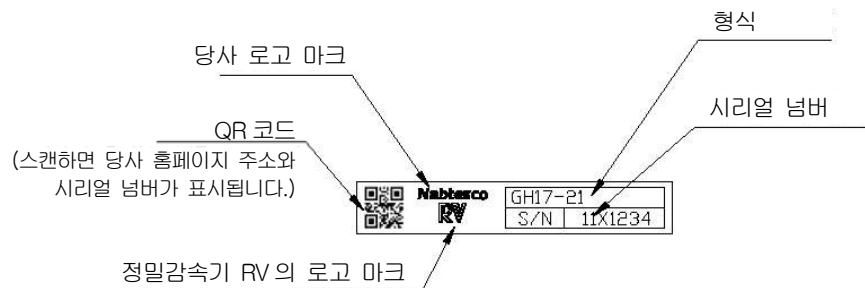 형식
당사 로고 마크
시리얼 넘버
QR 코드
(스캔하면 당사 홈페이지 주소와
시리얼 넘버가 표시됩니다.)
Nabtesco
RV
GH17-21
S/N 11X1234
정밀감속기 RV의 로고 마크